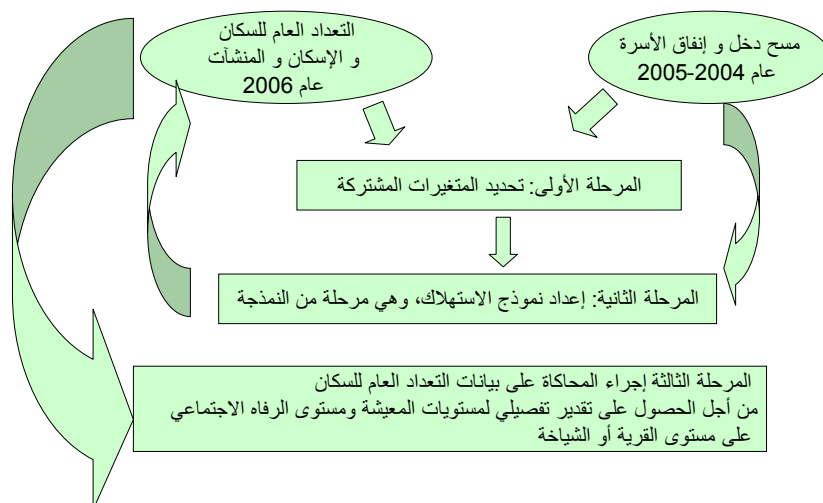 مسح دخل و إنفاق الأسرة
عام 2004-2005
التعداد العام للسكان
و الإسكان و المنشآت
عام 2006
المرحلة الأولى: تحديد المتغيرات المشتركة
المرحلة الثانية: إعداد نموذج الاستهلاك، وهي مرحلة من النمذجة
المرحلة الثالثة إجراء المحاكاة على بيانات التعداد العام للسكان
من أجل الحصول على تقدير تفصيلي لمستويات المعيشة ومستوى الرفاه الاجتماعي
على مستوى القرية أو الشياخة